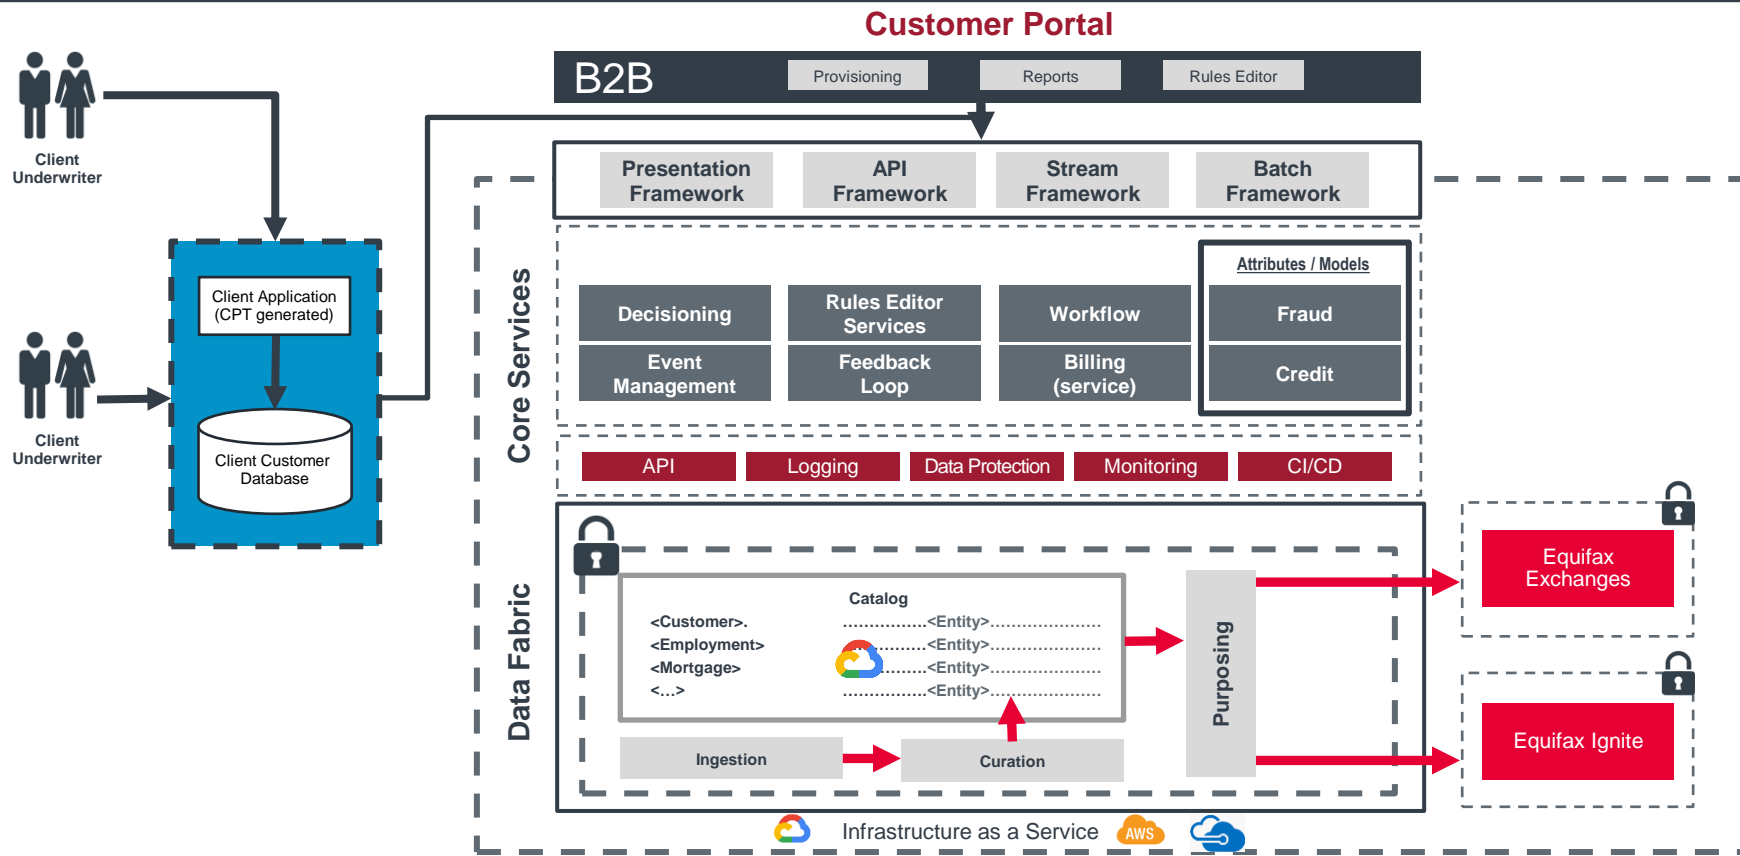 Customer Portal
B2B
Provisioning
Reports
Rules Editor
Client
Underwriter
Presentation
Framework
API
Framework
Stream
Framework
Batch
Framework
Client Application
(CPT generated)
Client Customer
Database
Client
Underwriter
Core Services
Attributes / Models
Decisioning
Rules Editor
Services
Workflow
Fraud
Event
Management
Feedback
Loop
Billing
(service)
Credit
API
Logging
Data Protection
Monitoring
CI/CD
Data Fabric
Catalog
<Customer>. ................<Entity>.....................
<Employment> ................<Entity>.....................
<Mortgage> ................<Entity>.....................
<...> ................<Entity>.....................
Ingestion
Curation
Purposing
Equifax
Exchanges
Equifax Ignite
Infrastructure as a Service
AWS